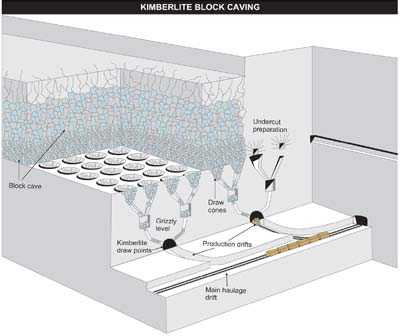 KIMBERLITE BLOCK CAVING
Undercut
preparation
Block cave
Draw
cones
Grizzly
level
Kimberlite
draw points
Production drifts
Main haulage
drift